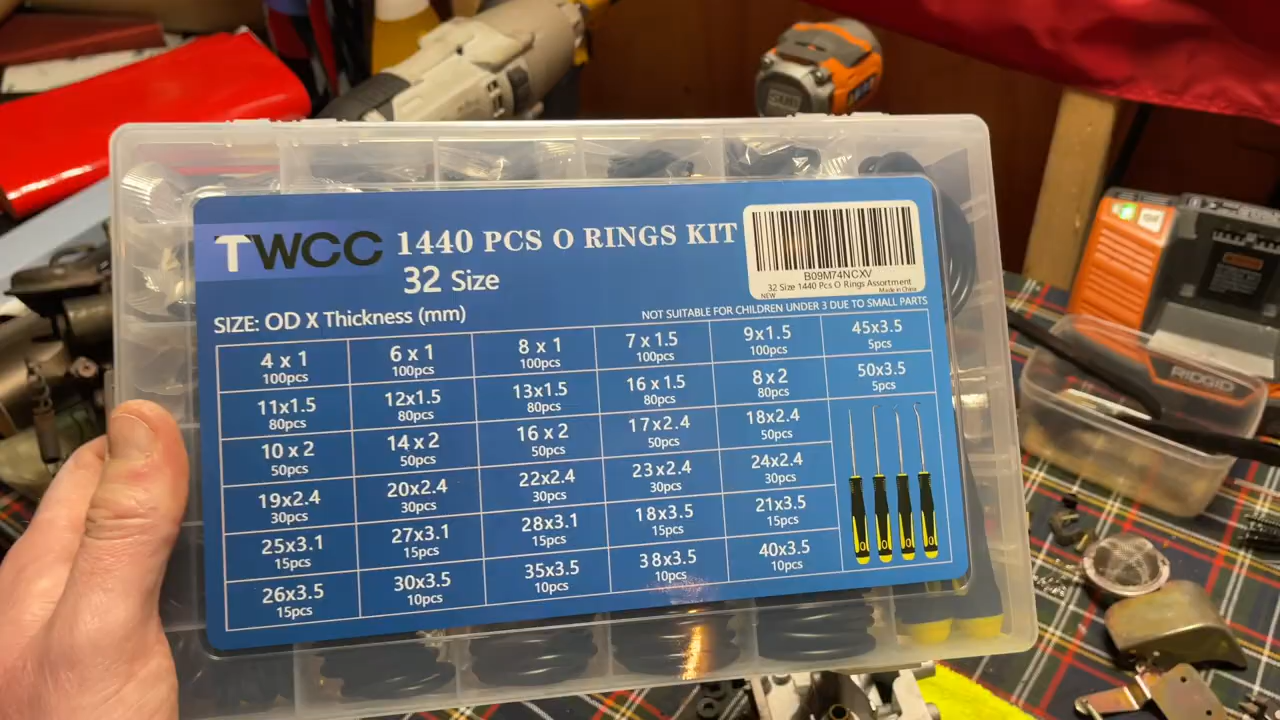 TWCC
1440 PCS O RINGS KIT
32 Size
B09M74NCXV
32 Size 1440 Pcs O Rings Assortment
NEW
Made in China
SIZE: OD X Thickness (mm)
NOT SUITABLE FOR CHILDREN UNDER 3 DUE TO SMALL PARTS
4 x 1 6 x 1 8 x 1 7 x 1.5 9x1.5 45x3.5
100pcs 100pcs 100pcs 100pcs 100pcs 5pcs
11x1.5 12x1.5 13x1.5 16 x 1.5 8 x 2 50x3.5
80pcs 80pcs 80pcs 80pcs 80pcs 5pcs
10 x 2 14 x 2 16 x 2 17x2.4 18x2.4
50pcs 50pcs 50pcs 50pcs 50pcs
19x2.4 20x2.4 22x2.4 23x2.4 24x2.4
30pcs 30pcs 30pcs 30pcs 30pcs
25x3.1 27x3.1 28x3.1 18x3.5 21x3.5
15pcs 15pcs 15pcs 15pcs 15pcs
26x3.5 30x3.5 35x3.5 38x3.5 40x3.5
15pcs 10pcs 10pcs 10pcs 10pcs
RIDGID